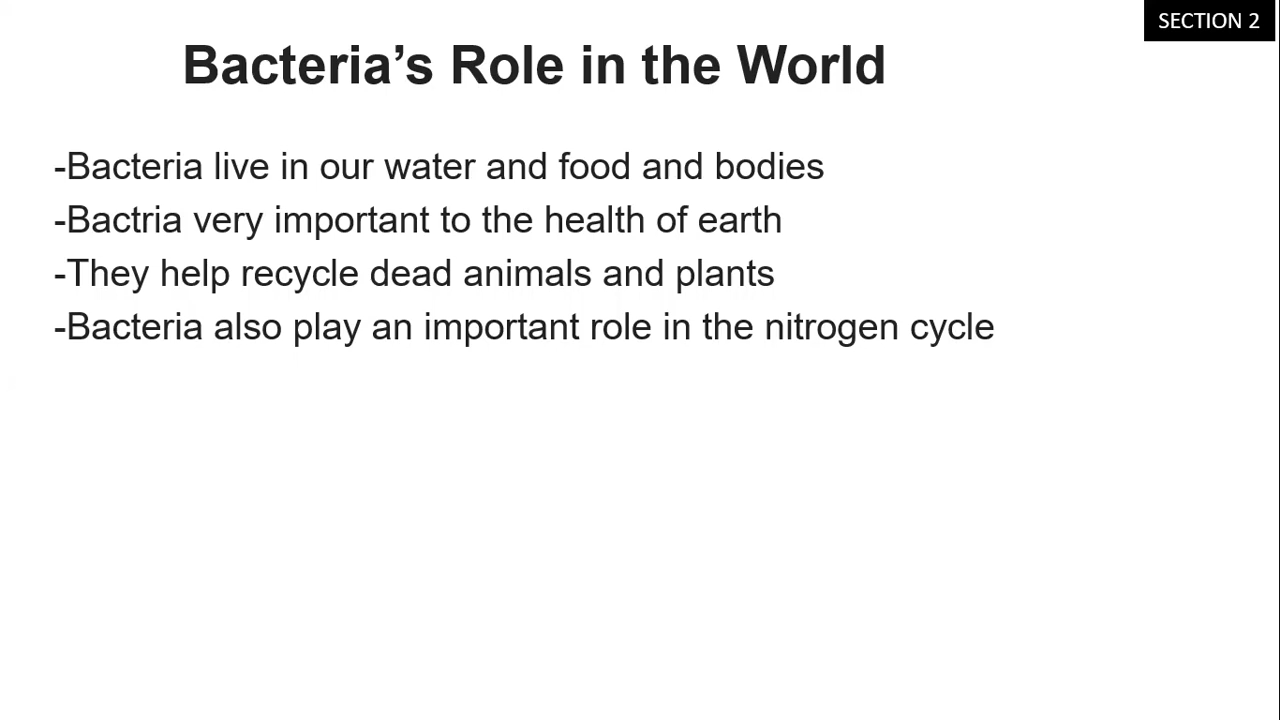 SECTION 2
Bacteria’s Role in the World
-Bacteria live in our water and food and bodies
-Bactria very important to the health of earth
-They help recycle dead animals and plants
-Bacteria also play an important role in the nitrogen cycle